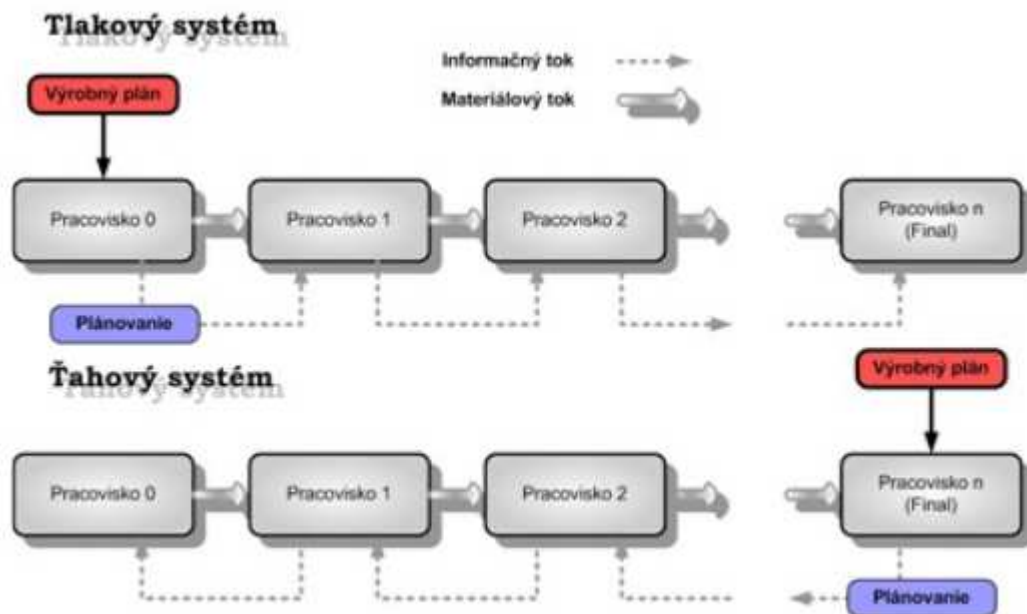 Tlakový systém
Informačný tok
Materiálový tok
Výrobný plán
Pracovisko 0
Pracovisko 1
Pracovisko 2
Pracovisko n
(Final)
Plánovanie
Ťahový systém
Výrobný plán
Pracovisko 0
Pracovisko 1
Pracovisko 2
Pracovisko n
(Final)
Plánovanie